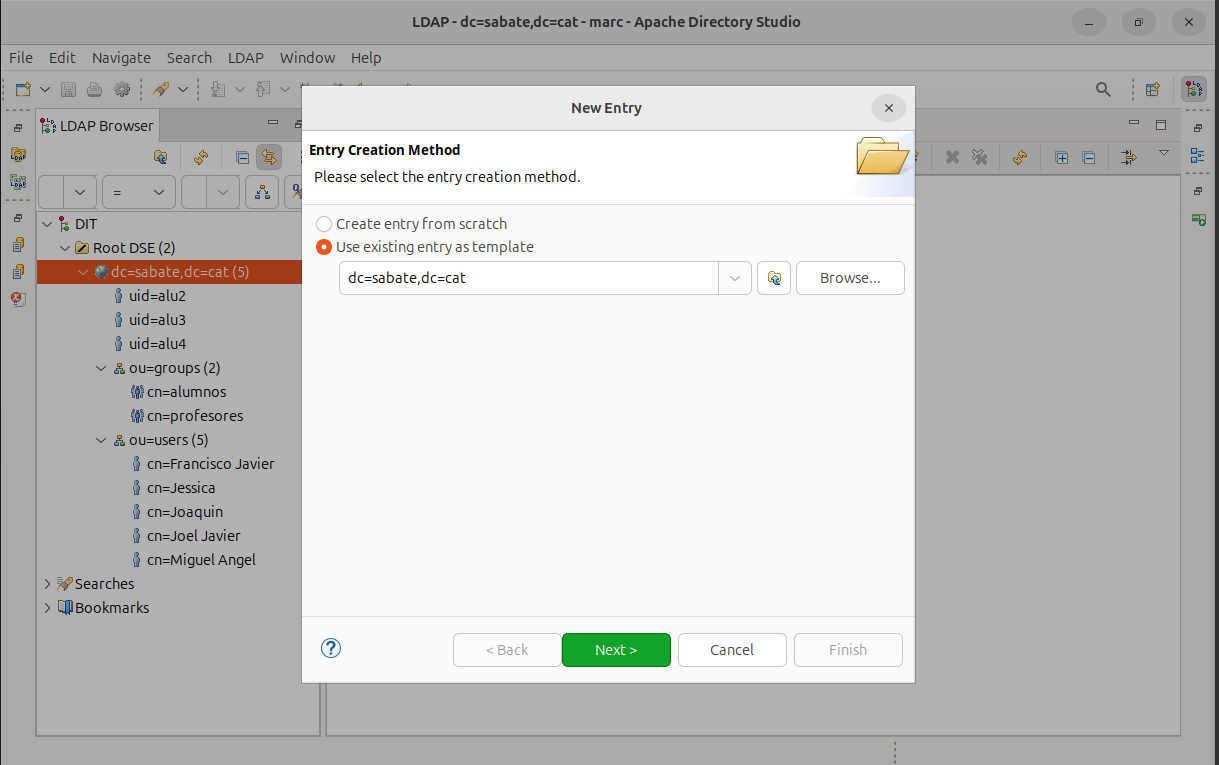 LDAP - dc=sabate,dc=cat - marc - Apache Directory Studio
File Edit Navigate Search LDAP Window Help
LDAP Browser
=
DIT
Root DSE (2)
dc=sabate,dc=cat (5)
uid=alu2
uid=alu3
uid=alu4
ou=groups (2)
cn=alumnos
cn=profesores
ou=users (5)
cn=Francisco Javier
cn=Jessica
cn=Joaquin
cn=Joel Javier
cn=Miguel Angel
Searches
Bookmarks
New Entry
Entry Creation Method
Please select the entry creation method.
Create entry from scratch
Use existing entry as template
dc=sabate,dc=cat
Browse...
?
< Back
Next >
Cancel
Finish